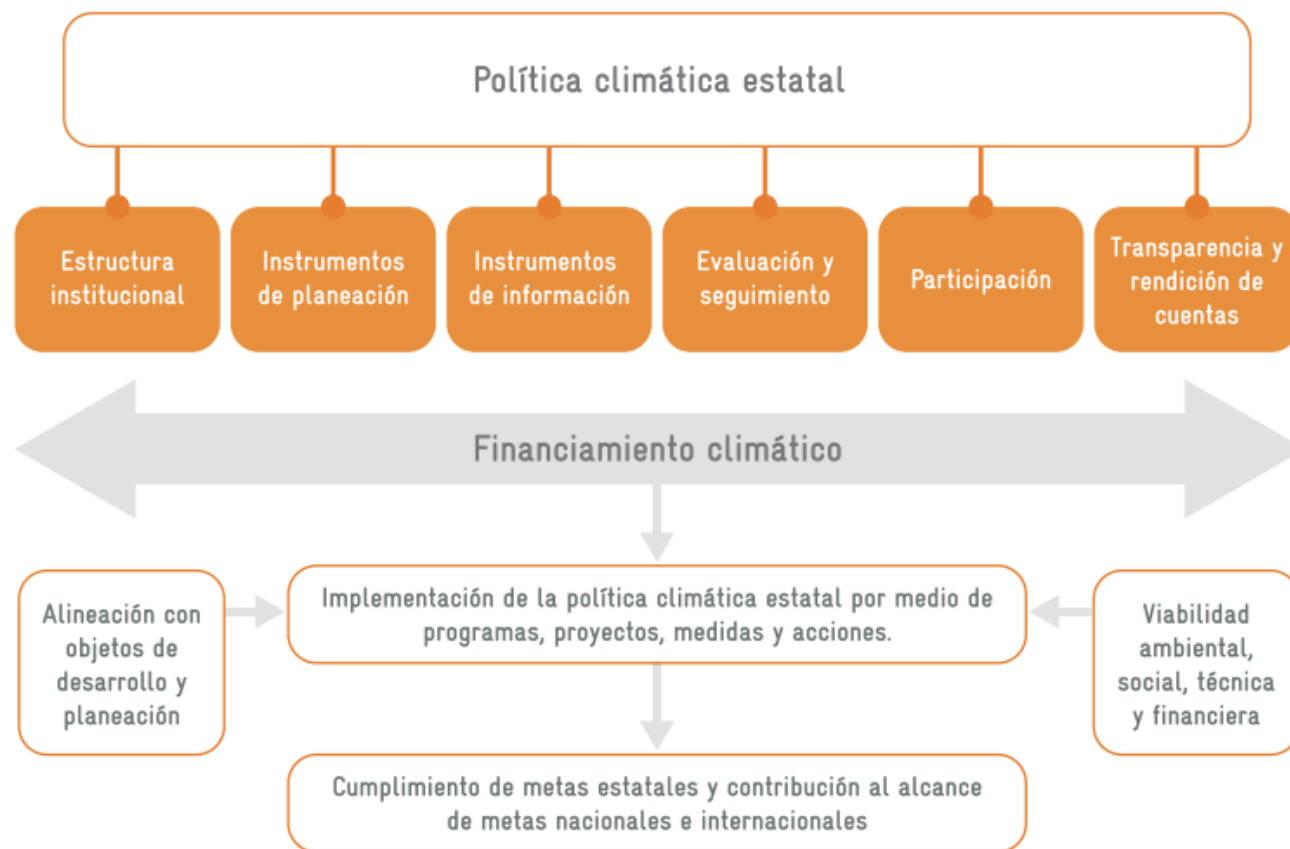 Política climática estatal
Estructura
institucional
Instrumentos
de planeación
Instrumentos
de información
Evaluación y
seguimiento
Participación
Transparencia y
rendición de
cuentas
Financiamiento climático
Alineación con
objetos de
desarrollo y
planeación
Implementación de la política climática estatal por medio de
programas, proyectos, medidas y acciones.
Viabilidad
ambiental,
social, técnica
y financiera
Cumplimiento de metas estatales y contribución al alcance
de metas nacionales e internacionales